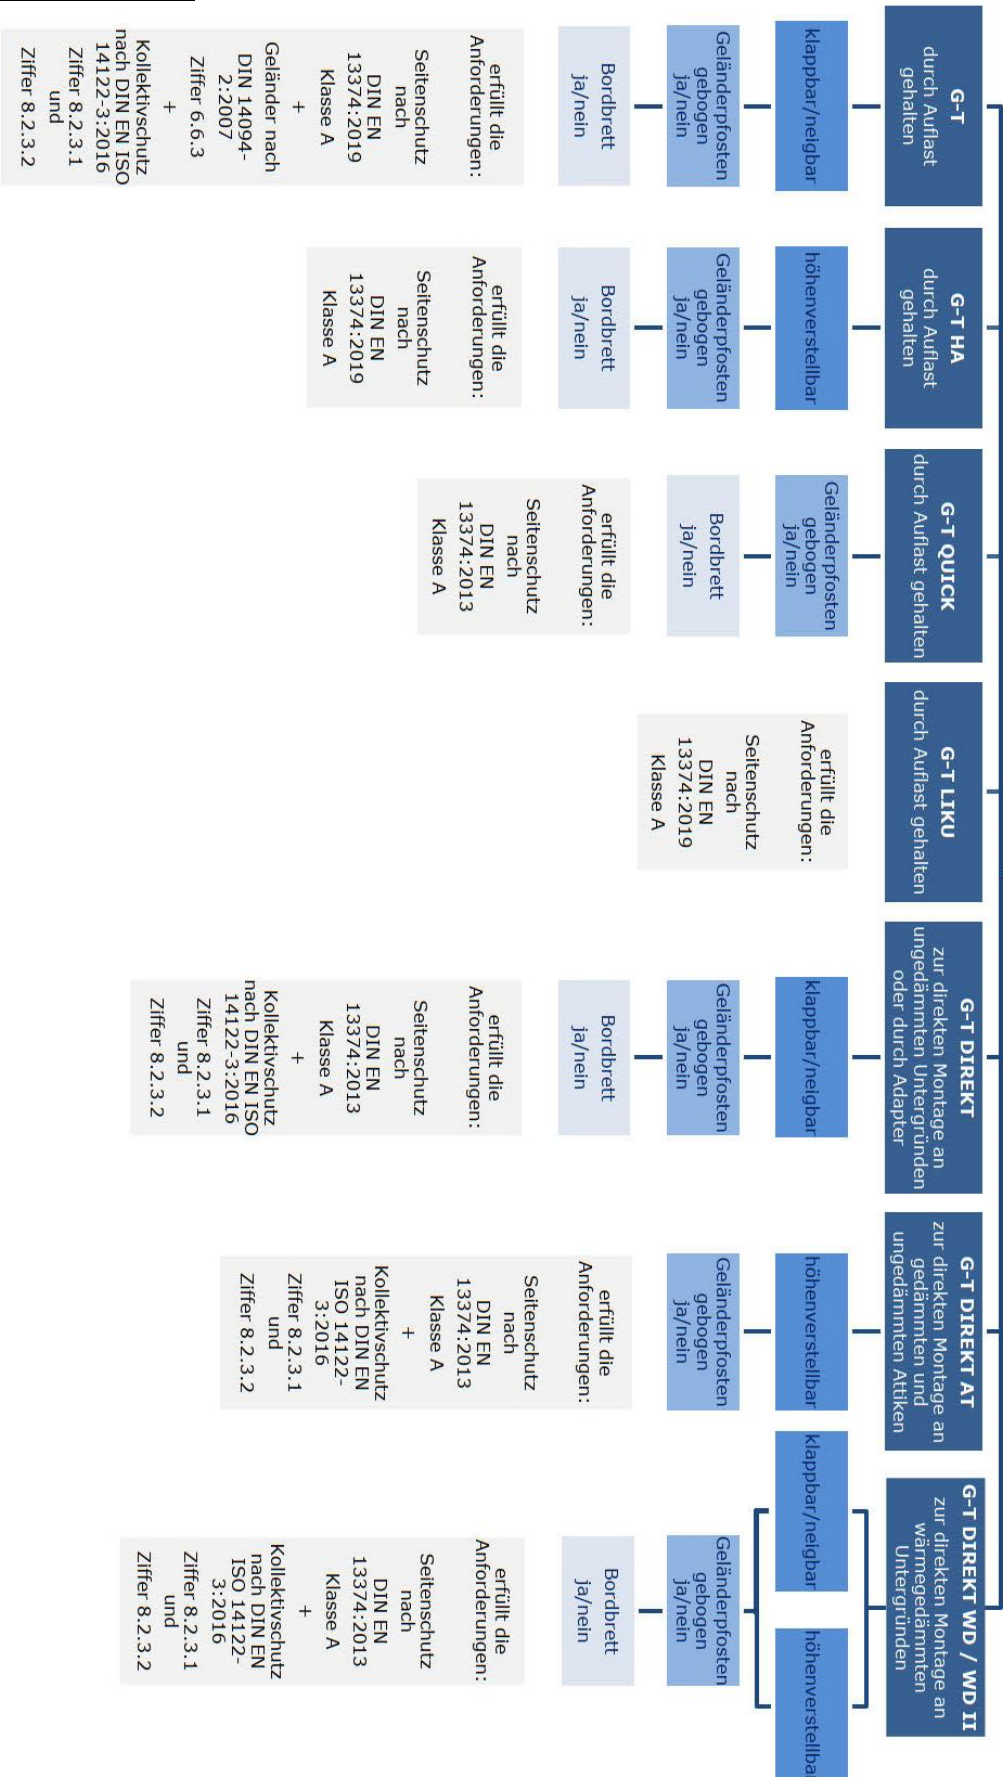 G-T
durch Auflast
gehalten
klappbar/neigbar
Geländerpfosten
gebogen
ja/nein
Bordbrett
ja/nein
erfüllt die
Anforderungen:
Seitenschutz
nach
DIN EN
13374:2019
Klasse A
+
Geländer nach
DIN 14094-
2:2007
Ziffer 6.6.3
+
Kollektivschutz
nach DIN EN ISO
14122-3:2016
Ziffer 8.2.3.1
und
Ziffer 8.2.3.2
G-T HA
durch Auflast
gehalten
höhenverstellbar
Geländerpfosten
gebogen
ja/nein
Bordbrett
ja/nein
erfüllt die
Anforderungen:
Seitenschutz
nach
DIN EN
13374:2019
Klasse A
G-T QUICK
durch Auflast gehalten
Geländerpfosten
gebogen
ja/nein
Bordbrett
ja/nein
erfüllt die
Anforderungen:
Seitenschutz
nach
DIN EN
13374:2013
Klasse A
G-T LIKU
durch Auflast gehalten
erfüllt die
Anforderungen:
Seitenschutz
nach
DIN EN
13374:2019
Klasse A
G-T DIREKT
zur direkten Montage an
ungedämmten Untergründen
oder durch Adapter
klappbar/neigbar
Geländerpfosten
gebogen
ja/nein
Bordbrett
ja/nein
erfüllt die
Anforderungen:
Seitenschutz
nach
DIN EN
13374:2013
Klasse A
+
Kollektivschutz
nach DIN EN ISO
14122-3:2016
Ziffer 8.2.3.1
und
Ziffer 8.2.3.2
G-T DIREKT AT
zur direkten Montage an
gedämmten und
ungedämmten Attiken
höhenverstellbar
Geländerpfosten
gebogen
ja/nein
erfüllt die
Anforderungen:
Seitenschutz
nach
DIN EN
13374:2013
Klasse A
+
Kollektivschutz
nach DIN EN
ISO 14122-
3:2016
Ziffer 8.2.3.1
und
Ziffer 8.2.3.2
G-T DIREKT WD / WD II
zur direkten Montage an
wärmegedämmten
Untergründen
klappbar/neigbar
höhenverstellba
Geländerpfosten
gebogen
ja/nein
Bordbrett
ja/nein
erfüllt die
Anforderungen:
Seitenschutz
nach
DIN EN
13374:2013
Klasse A
+
Kollektivschutz
nach DIN EN
ISO 14122-
3:2016
Ziffer 8.2.3.1
und
Ziffer 8.2.3.2